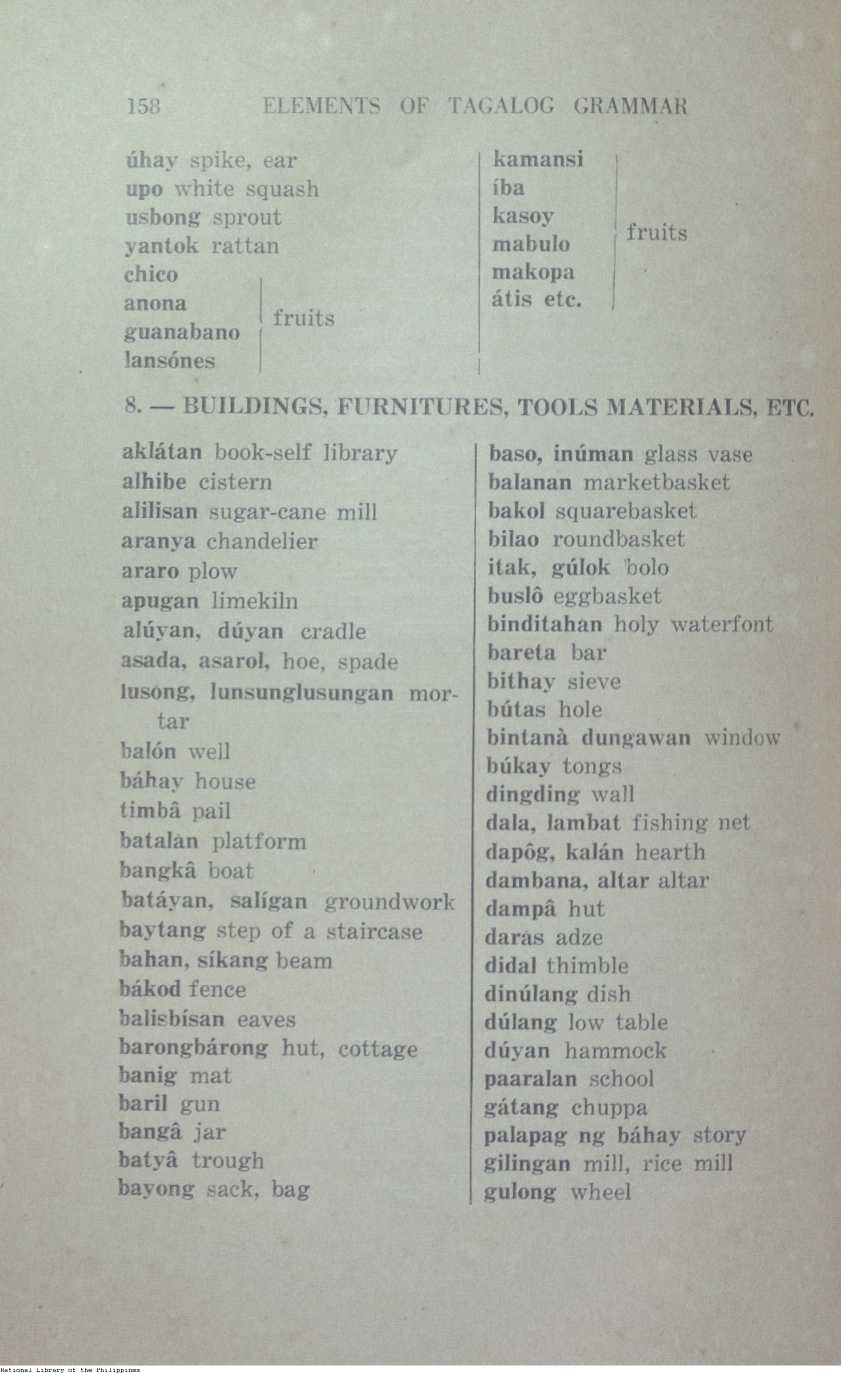 158 ELEMENTS OF TAGALOG GRAMMAR
úhay spike, ear
upo white squash
usbong sprout
yantok rattan
chico
anona
guanabano
lansónes
fruits
kamansi
íba
kasoy
mabulo
makopa
átis etc.
fruits
8. — BUILDINGS, FURNITURES, TOOLS MATERIALS, ETC.
aklátan book-self library
alhibe cistern
alilisan sugar-cane mill
aranya chandelier
araro plow
apugan limekiln
alúyan, dúyan cradle
asada, asarol, hoe, spade
lusong, lunsunglusungan mor-
tar
balón well
báhay house
timbâ pail
batalan platform
bangkâ boat
batáyan, salígan groundwork
baytang step of a staircase
bahan, síkang beam
bákod fence
balisbísan eaves
barongbárong hut, cottage
banig mat
baril gun
bangâ jar
batyâ trough
bayong sack, bag
baso, inúman glass vase
balanan marketbasket
bakol squarebasket
bilao roundbasket
itak, gúlok bolo
buslô eggbasket
binditahan holy waterfont
bareta bar
bithay sieve
bútas hole
bintanà dungawan window
búkay tongs
dingding wall
dala, lambat fishing net
dapôg, kalán hearth
dambana, altar altar
dampâ hut
daras adze
didal thimble
dinúlang dish
dúlang low table
dúyan hammock
paaralan school
gátang chuppa
palapag ng báhay story
gilingan mill, rice mill
gulong wheel
National Library of the Philippines